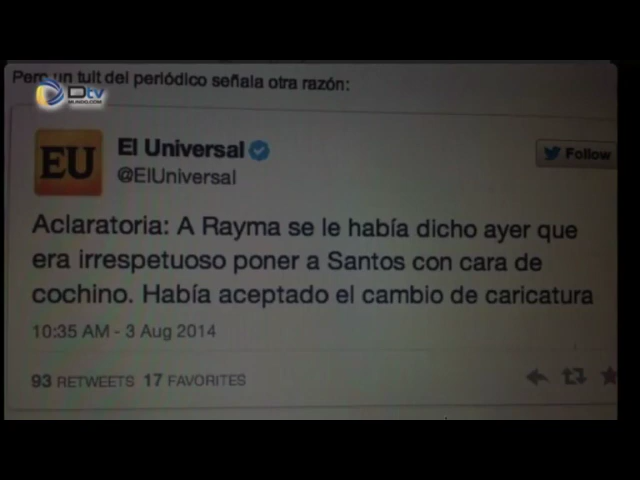 Pero un tuit del periódico señala otra razón:
Dtv
MUNDO.COM
EU
El Universal
@ElUniversal
Follow
Aclaratoria: A Rayma se le había dicho ayer que
era irrespetuoso poner a Santos con cara de
cochino. Había aceptado el cambio de caricatura
10:35 AM - 3 Aug 2014
93 RETWEETS 17 FAVORITES